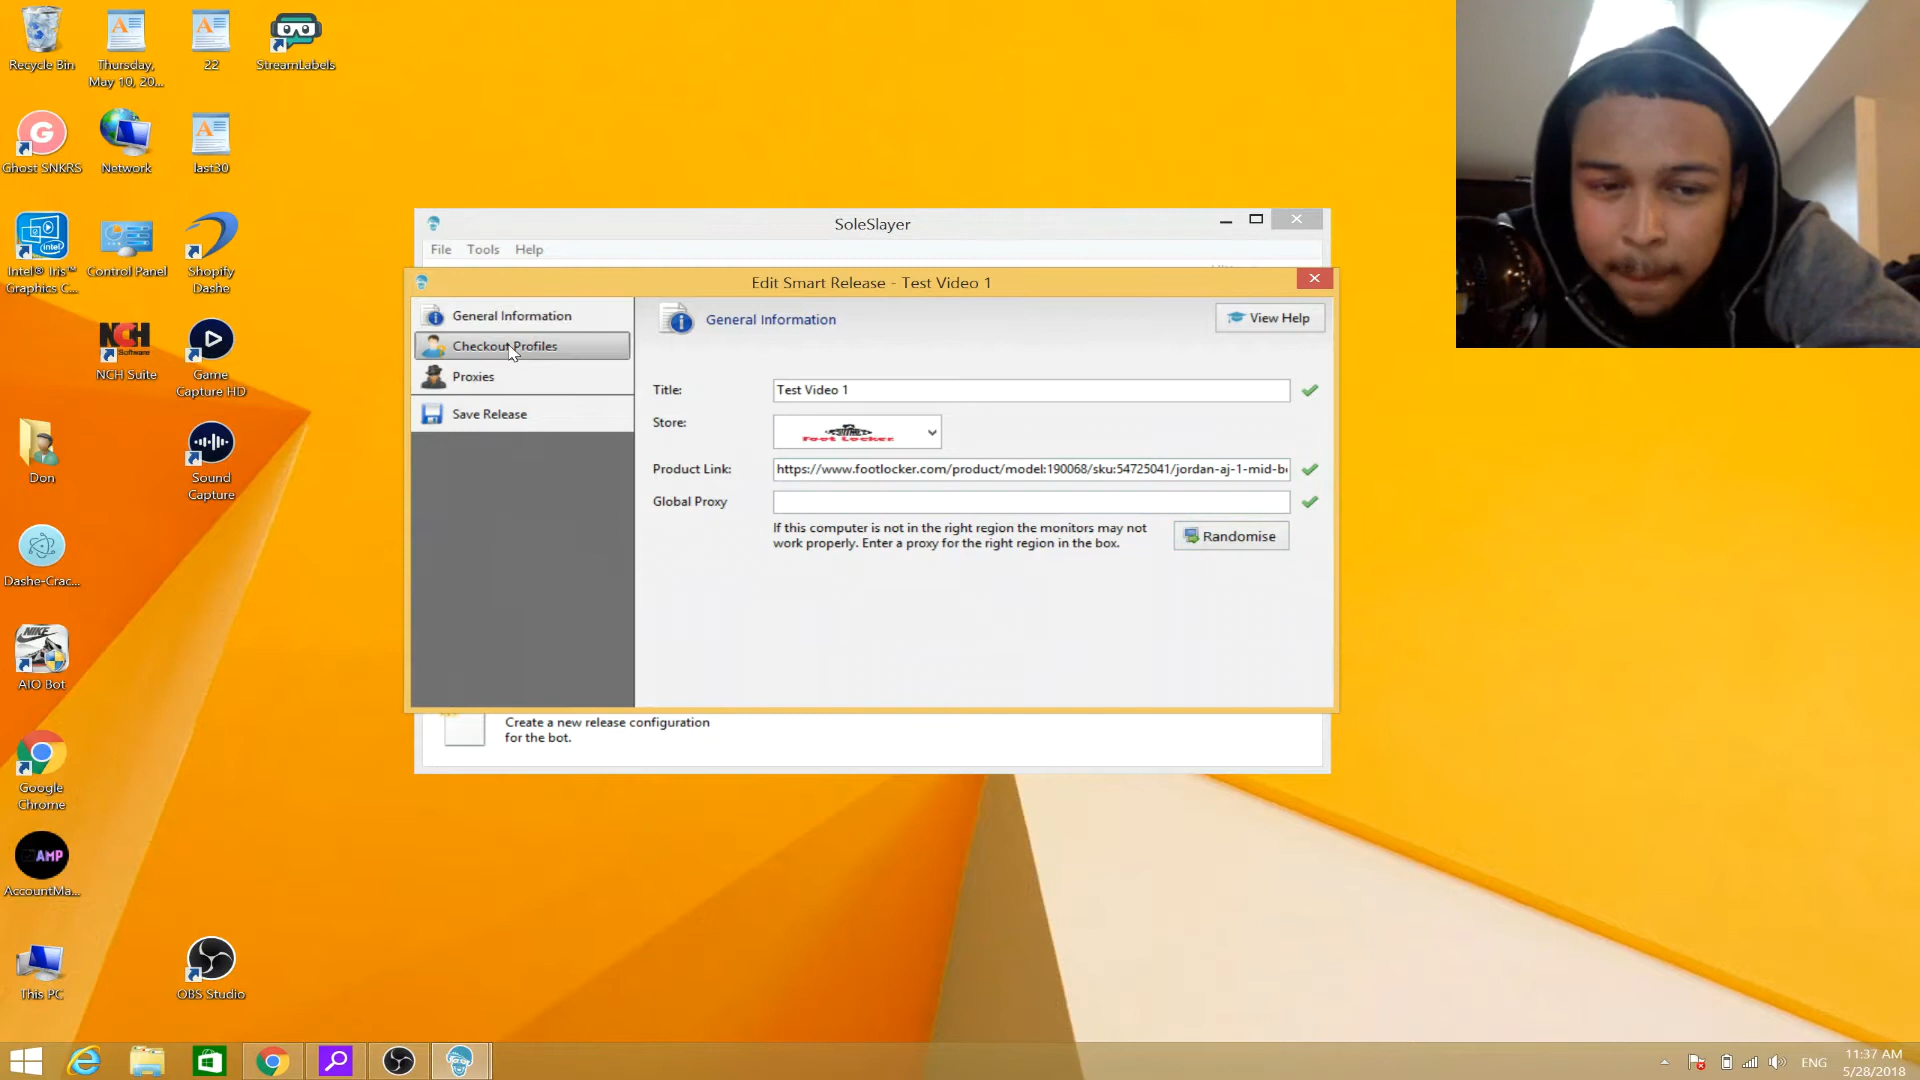 Recycle Bin
Thursday,
May 10, 20...
22
StreamLabels
Ghost SNKRS
Network
last30
Intel® Iris™
Graphics C...
Control Panel
Shopify
Dashe
NCH
Software
NCH Suite
Game
Capture HD
Don
Sound
Capture
Dashe-Crac...
NIKE
AIO Bot
Google
Chrome
AMP
AccountMa...
This PC
OBS Studio
SoleSlayer
File Tools Help
Edit Smart Release - Test Video 1
General Information
Checkout Profiles
Proxies
Save Release
General Information
View Help
Title: Test Video 1
Store: Foot Locker
Product Link: https://www.footlocker.com/product/model:190068/sku:54725041/jordan-aj-1-mid-b
Global Proxy
If this computer is not in the right region the monitors may not
work properly. Enter a proxy for the right region in the box.
Randomise
Create a new release configuration
for the bot.
ENG
11:37 AM
5/28/2018